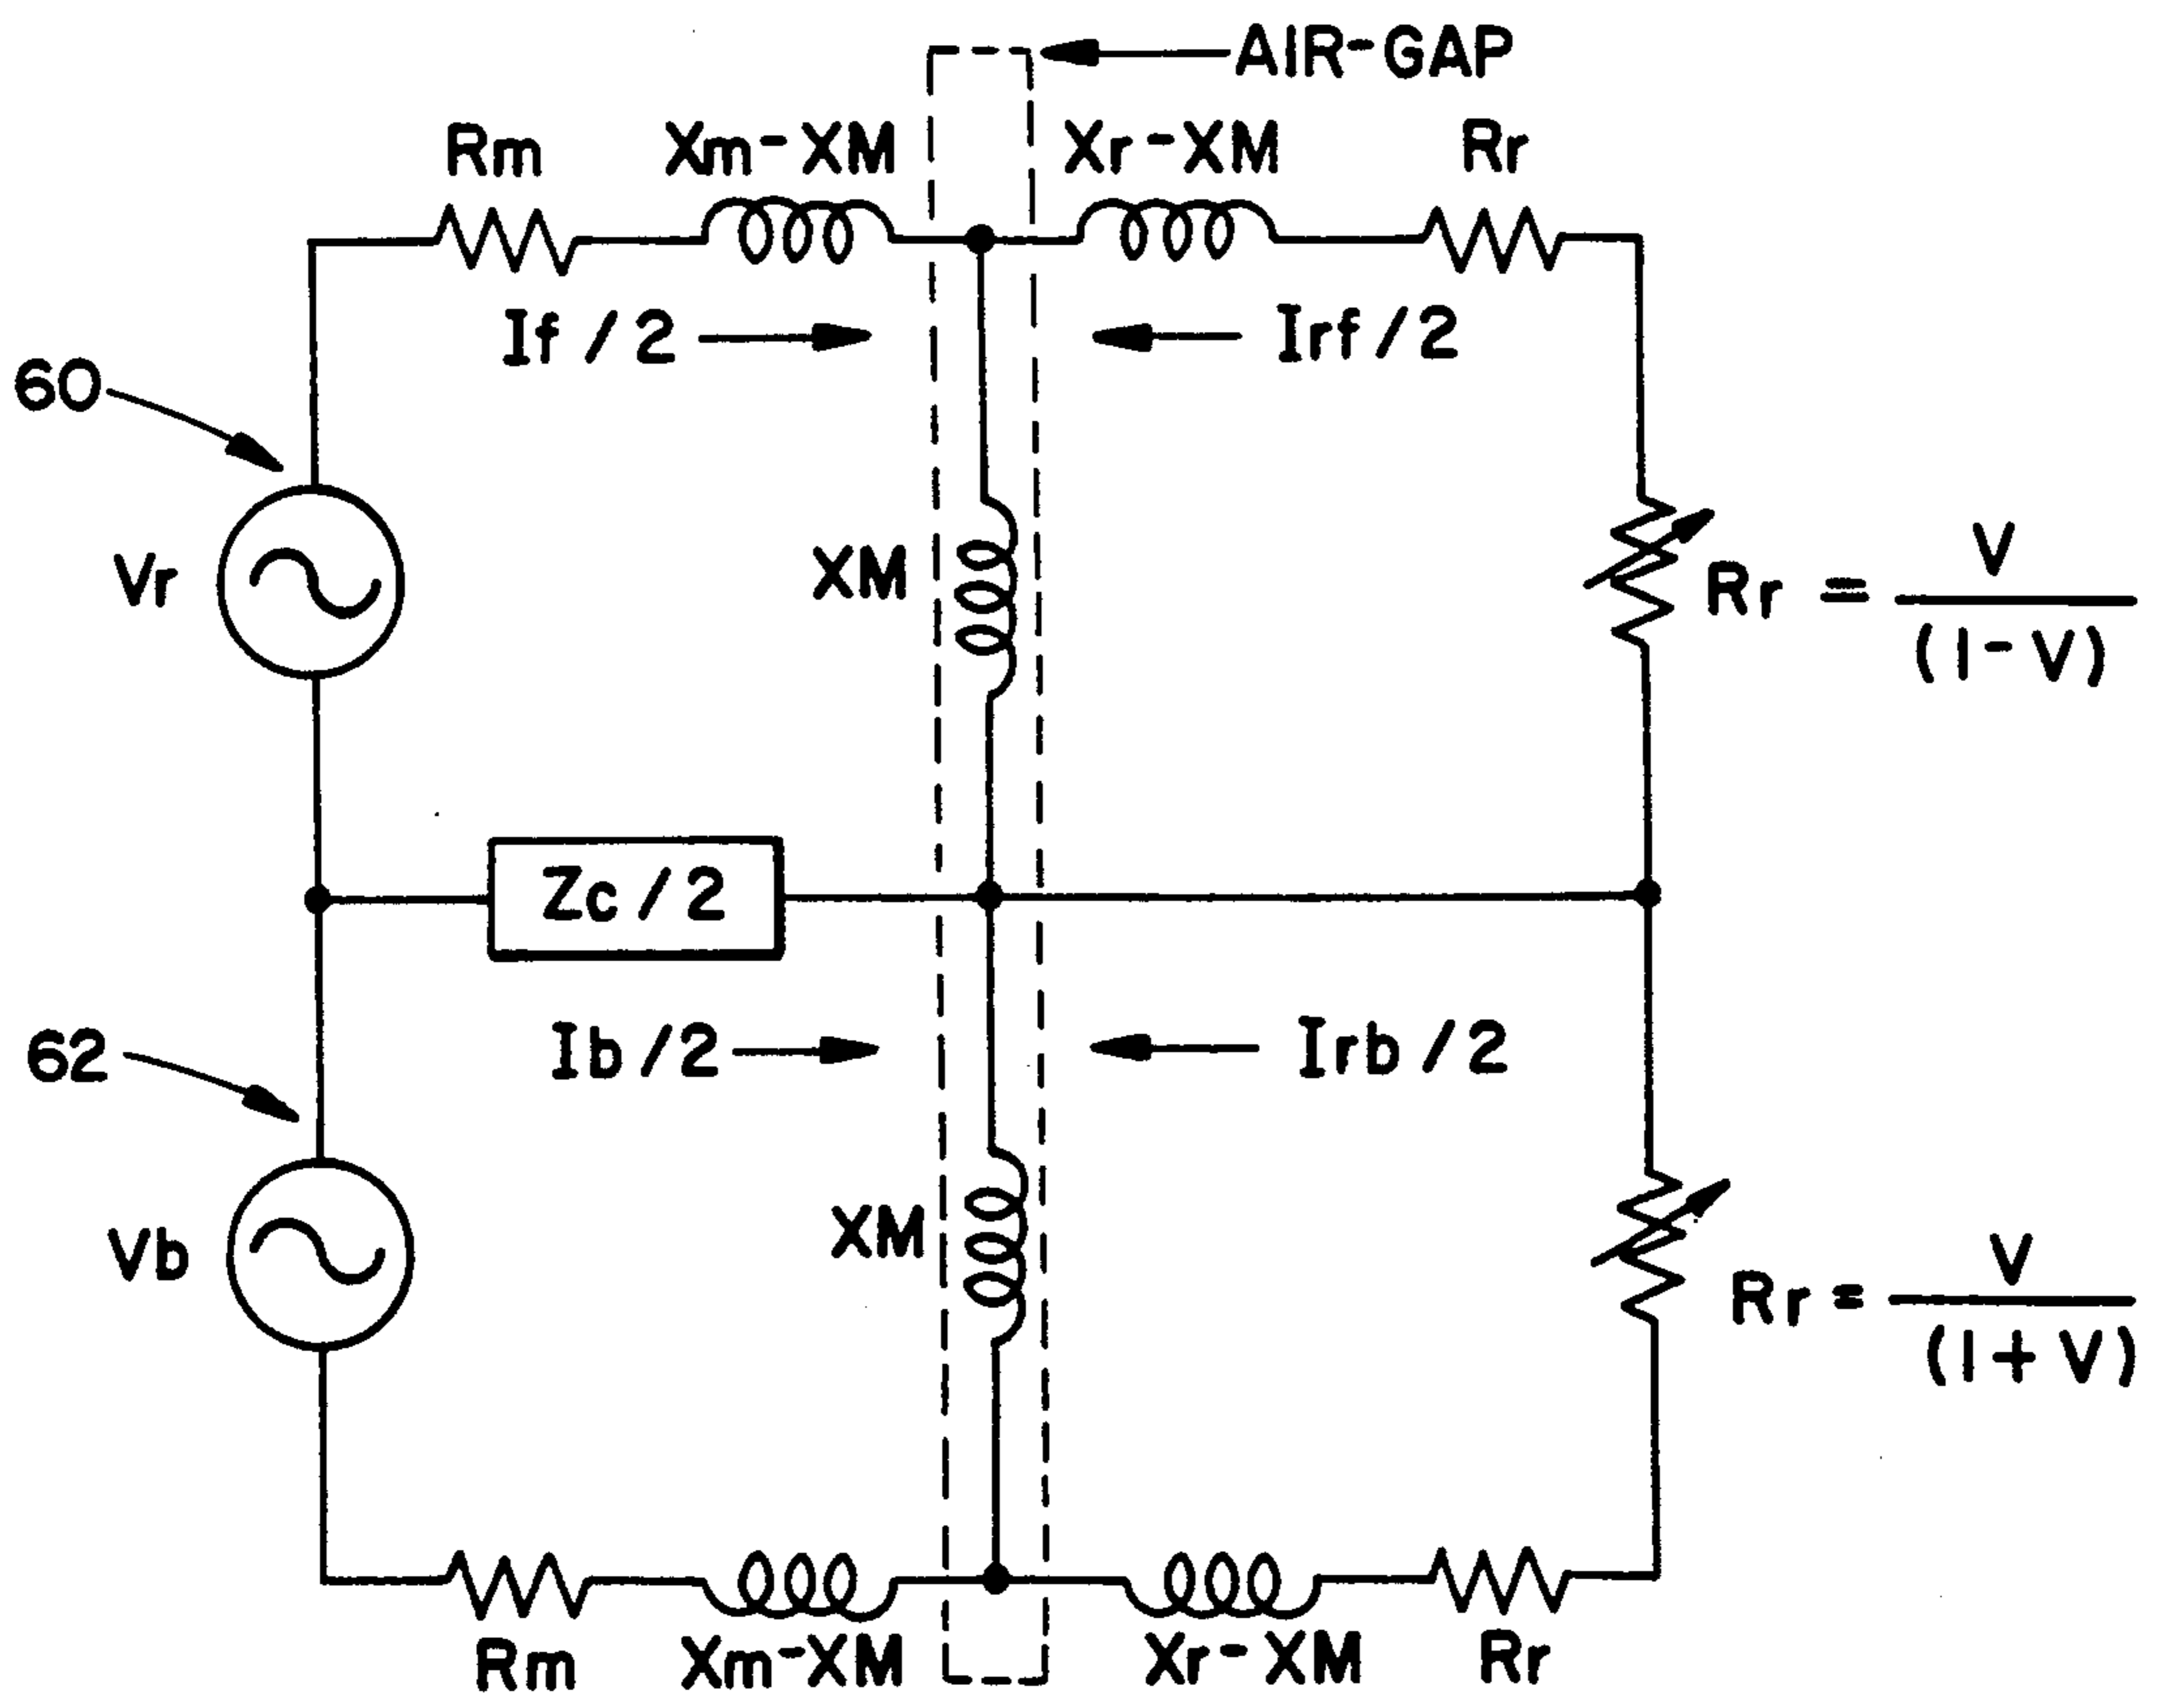 AIR-GAP
Rm
Xm-XM
Xr-XM
Rr
If/2
Irf/2
60
Vr
XM
Rr = V
(1-V)
Zc/2
Ib/2
Irb/2
62
Vb
XM
Rr = V
(1+V)
Rm
Xm-XM
Xr-XM
Rr